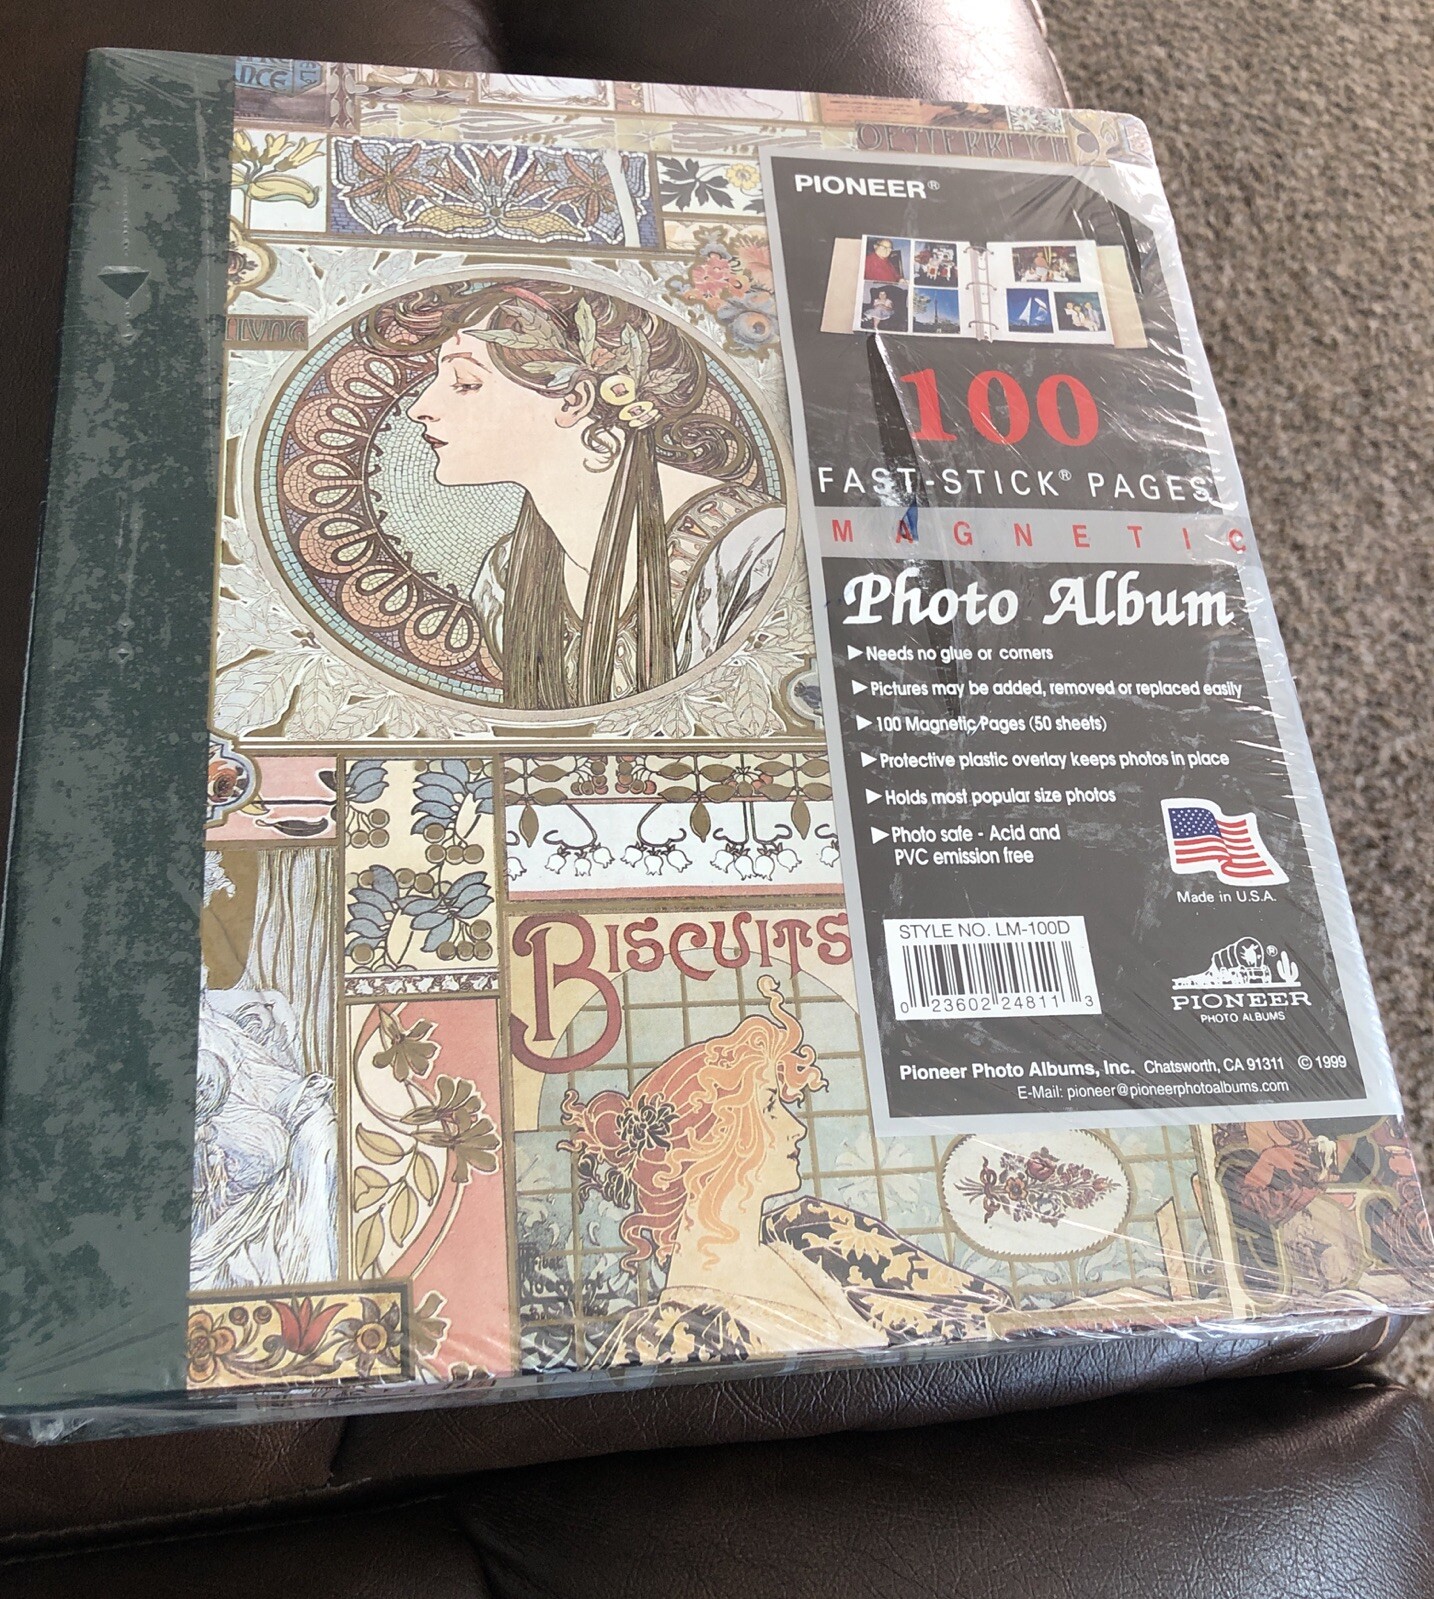 NCE
OESTERREICH
PIONEER®
100
FAST-STICK® PAGES
MAGNETIC
Photo Album
Needs no glue or corners
Pictures may be added, removed or replaced easily
100 Magnetic Pages (50 sheets)
Protective plastic overlay keeps photos in place
Holds most popular size photos
Photo safe - Acid and
PVC emission free
Made in U.S.A.
STYLE NO. LM-100D
0 23602 24811 3
®
PIONEER
PHOTO ALBUMS
Pioneer Photo Albums, Inc. Chatsworth, CA 91311 © 1999
E-Mail: pioneer@pioneerphotoalbums.com
BISCUITS